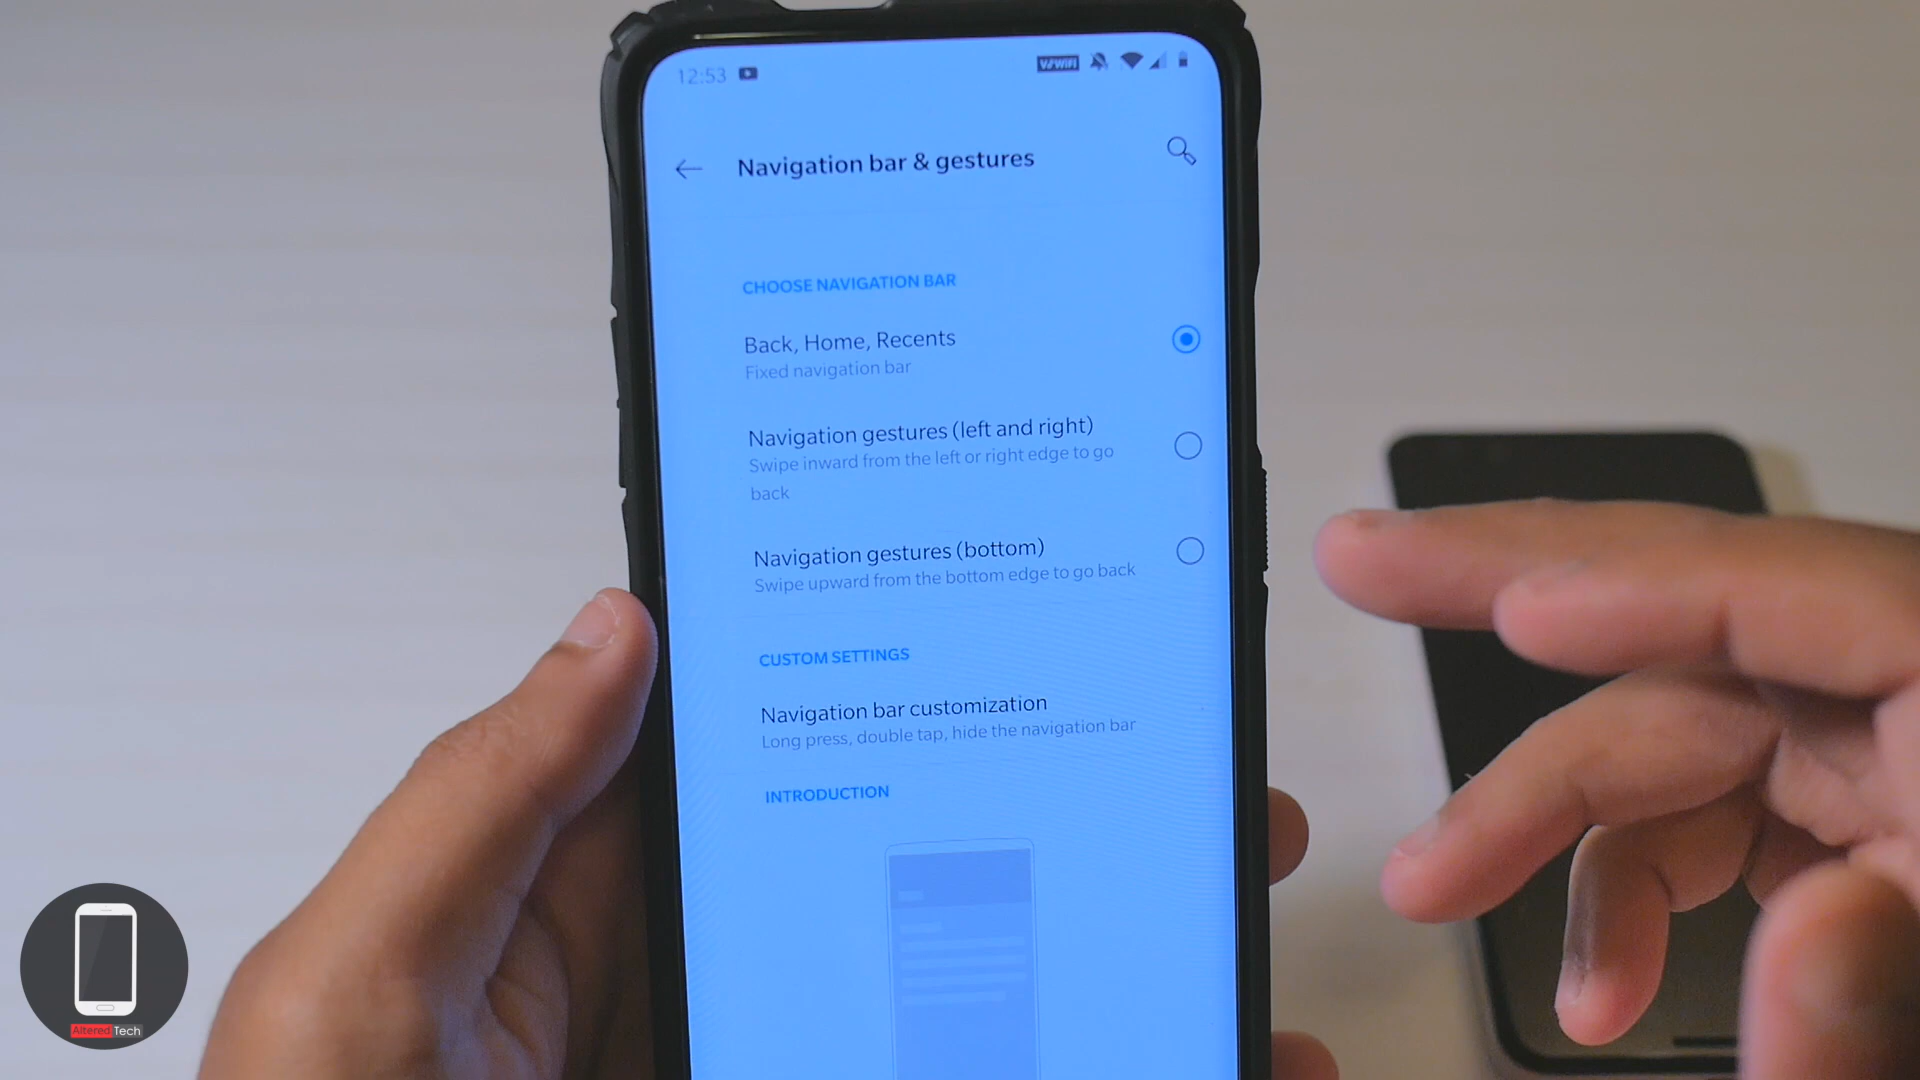 12:53
VoWiFi
Navigation bar & gestures
CHOOSE NAVIGATION BAR
Back, Home, Recents
Fixed navigation bar
Navigation gestures (left and right)
Swipe inward from the left or right edge to go
back
Navigation gestures (bottom)
Swipe upward from the bottom edge to go back
CUSTOM SETTINGS
Navigation bar customization
Long press, double tap, hide the navigation bar
INTRODUCTION
Altered Tech